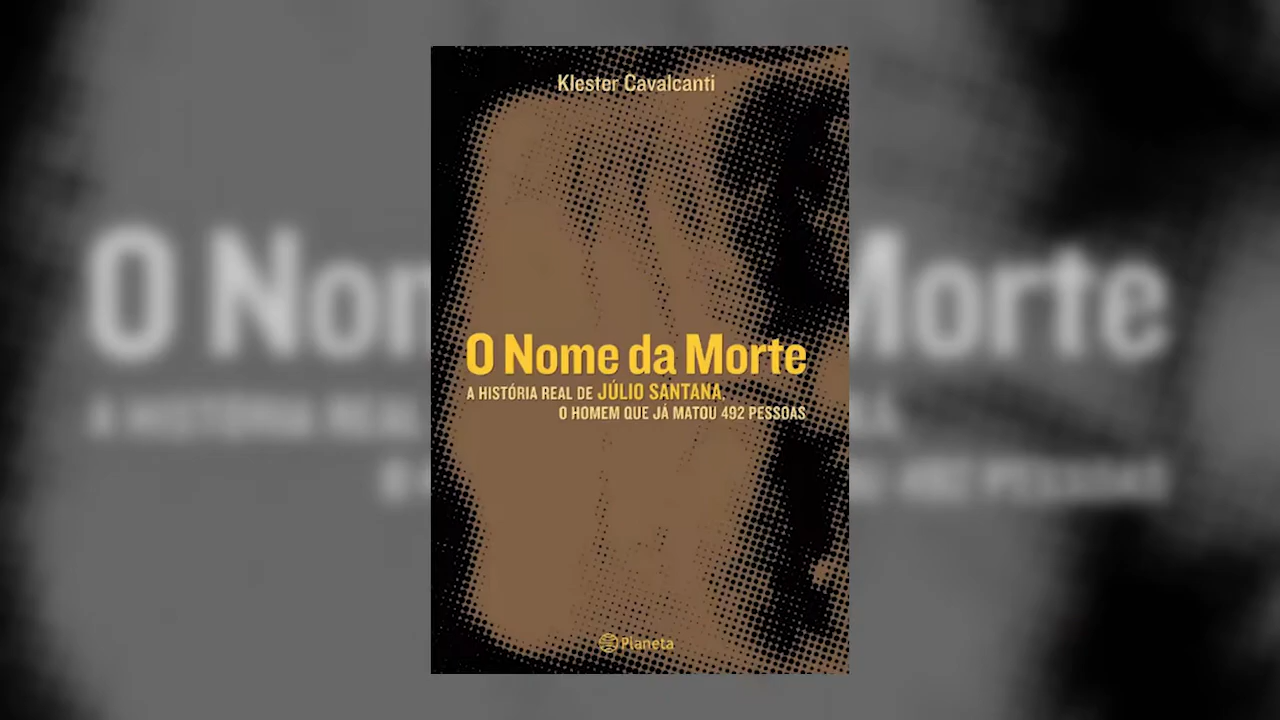 Klester Cavalcanti
O Nome da Morte
A HISTÓRIA REAL DE JÚLIO SANTANA,
O HOMEM QUE JÁ MATOU 492 PESSOAS
Planeta